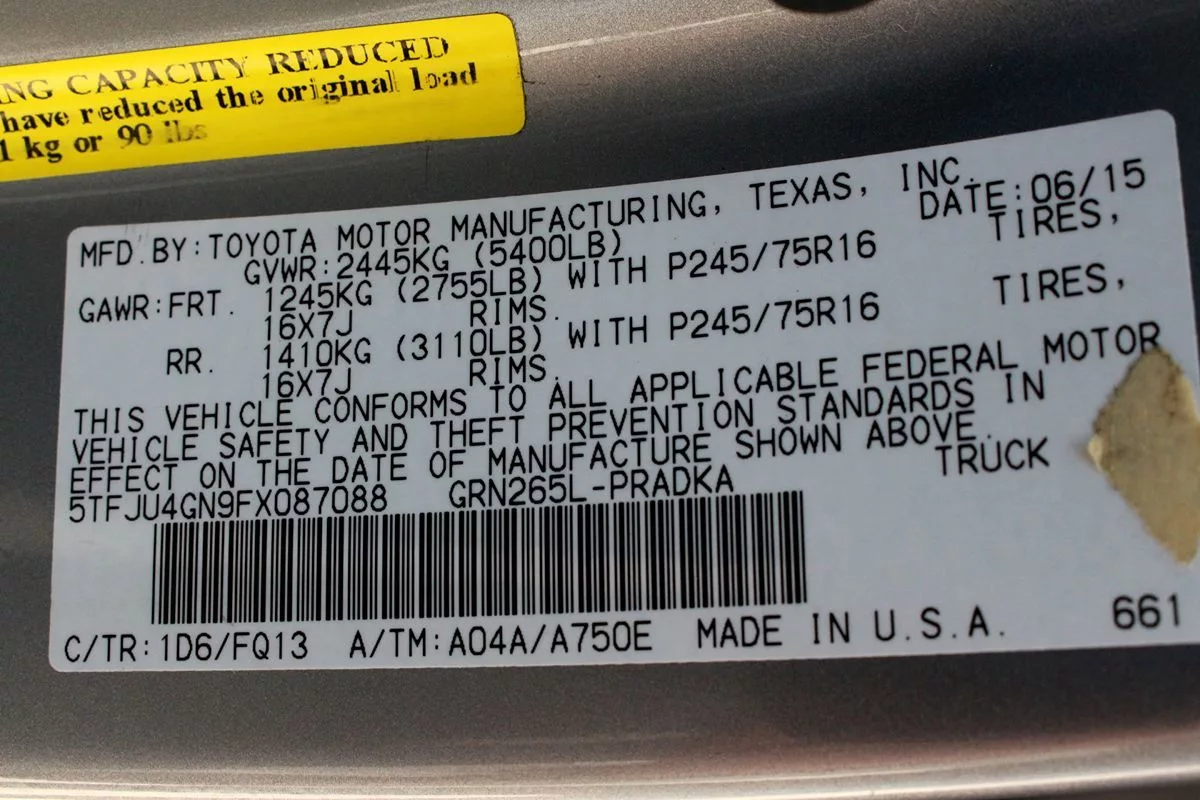 NG CAPACITY REDUCED
have reduced the original load
1 kg or 90 lbs
MFD. BY: TOYOTA MOTOR MANUFACTURING, TEXAS, INC.
GVWR: 2445KG (5400LB) DATE: 06/15
GAWR: FRT. 1245KG (2755LB) WITH P245/75R16 TIRES,
16X7J RIMS.
RR. 1410KG (3110LB) WITH P245/75R16 TIRES,
16X7J RIMS.
THIS VEHICLE CONFORMS TO ALL APPLICABLE FEDERAL MOTOR
VEHICLE SAFETY AND THEFT PREVENTION STANDARDS IN
EFFECT ON THE DATE OF MANUFACTURE SHOWN ABOVE.
5TFJU4GN9FX087088 GRN265L-PRADKA TRUCK
C/TR: 1D6/FQ13 A/TM: A04A/A750E MADE IN U.S.A. 661